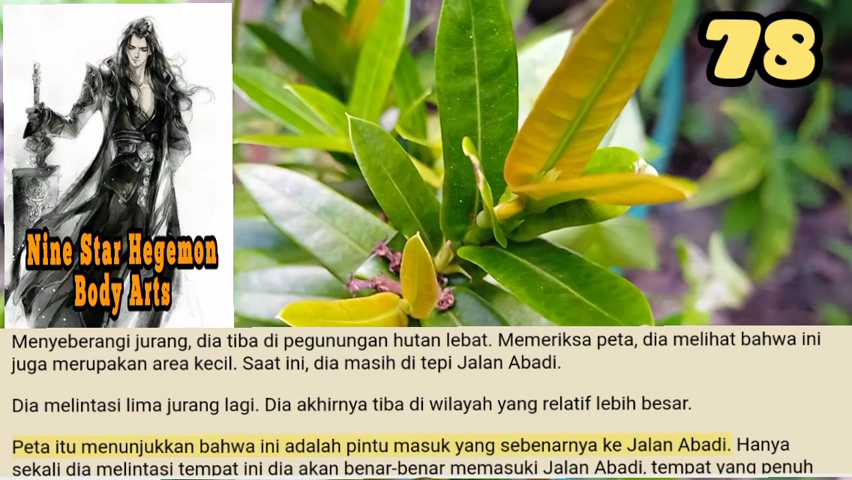 78
Nine Star Hegemon
Body Arts
Menyeberangi jurang, dia tiba di pegunungan hutan lebat. Memeriksa peta, dia melihat bahwa ini
juga merupakan area kecil. Saat ini, dia masih di tepi Jalan Abadi.
Dia melintasi lima jurang lagi. Dia akhirnya tiba di wilayah yang relatif lebih besar.
Peta itu menunjukkan bahwa ini adalah pintu masuk yang sebenarnya ke Jalan Abadi. Hanya
sekali dia melintasi tempat ini dia akan benar-benar memasuki Jalan Abadi, tempat yang penuh